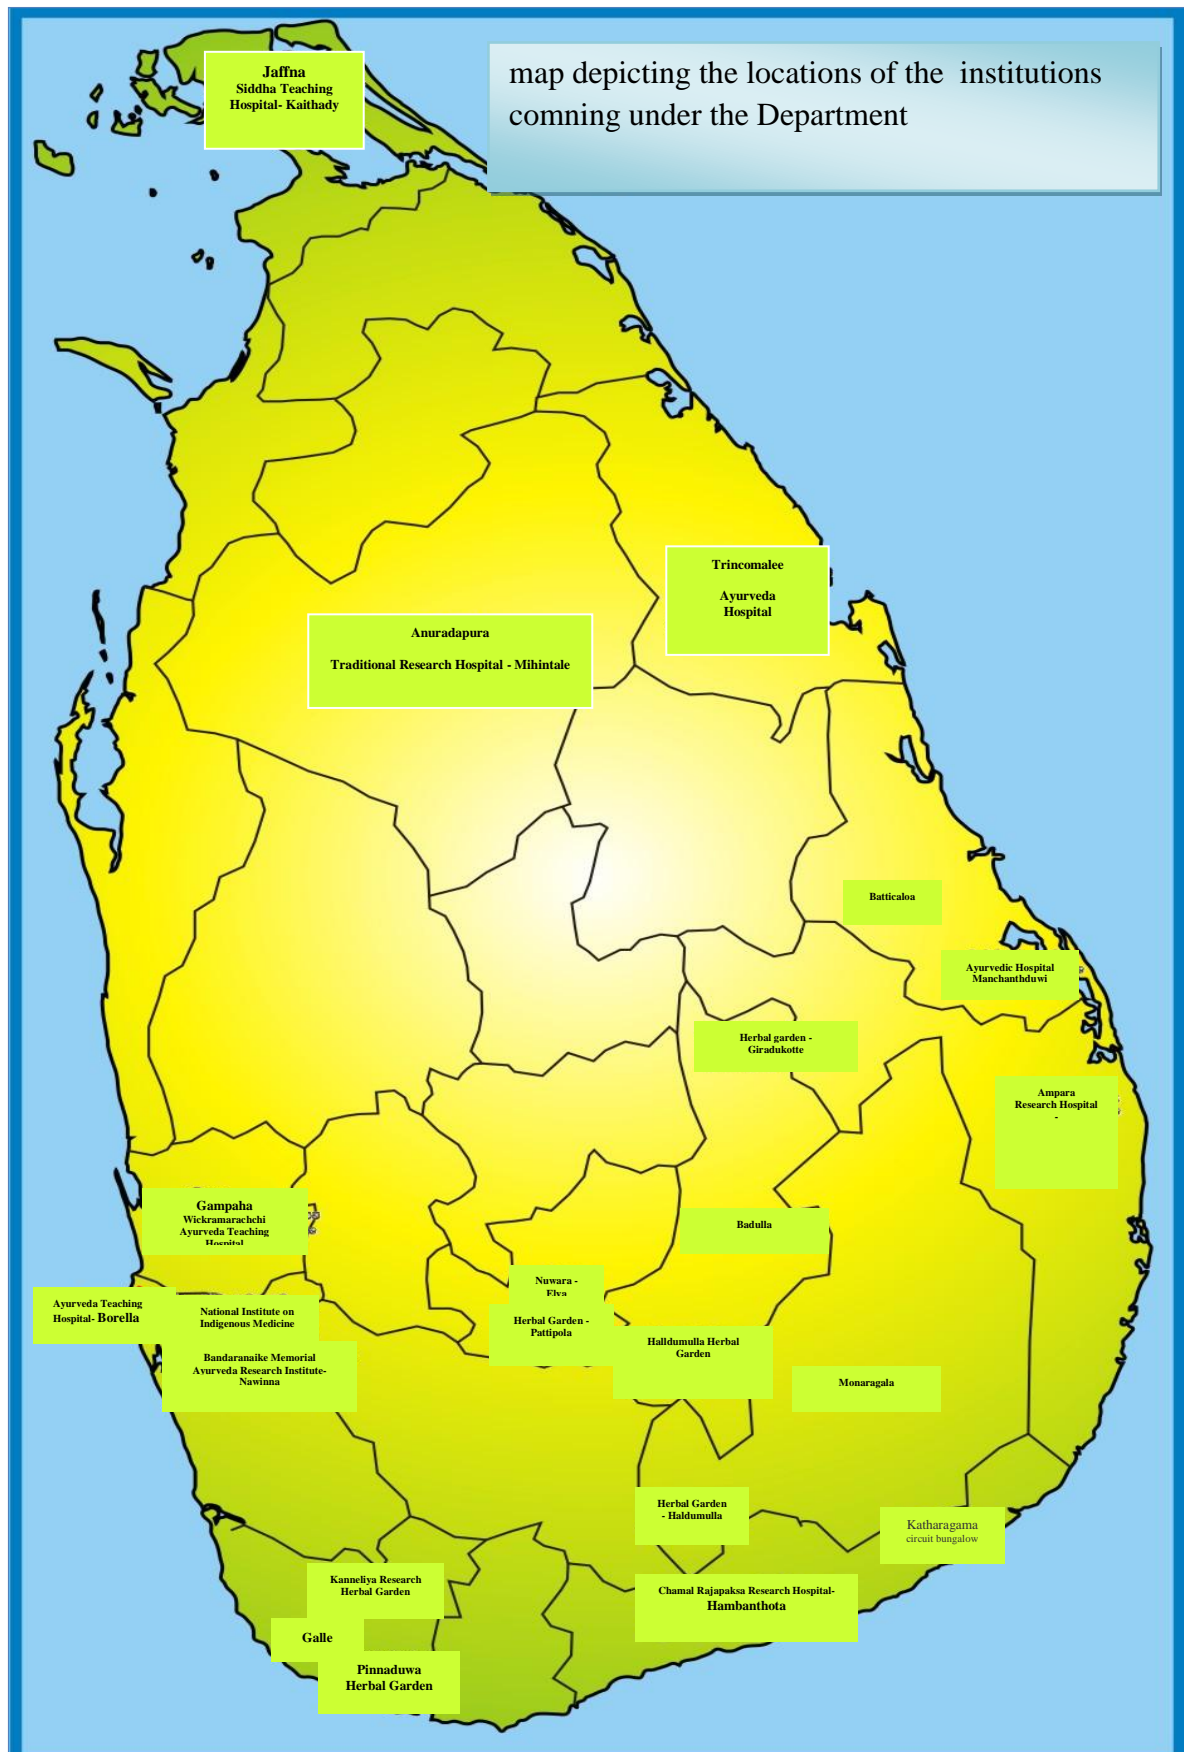 map depicting the locations of the institutions
comning under the Department
Jaffna
Siddha Teaching
Hospital- Kaithady
Trincomalee
Ayurveda
Hospital
Anuradapura
Traditional Research Hospital - Mihintale
Batticaloa
Ayurvedic Hospital
Manchanthduwi
Herbal garden -
Giradukotte
Ampara
Research Hospital
-
Gampaha
Wickramarachchi
Ayurveda Teaching
Hospital
Badulla
Nuwara -
Elya
Ayurveda Teaching
Hospital- Borella
National Institute on
Indigenous Medicine
Herbal Garden -
Pattipola
Halldumulla Herbal
Garden
Bandaranaike Memorial
Ayurveda Research Institute-
Nawinna
Monaragala
Herbal Garden
- Haldumulla
Katharagama
circuit bungalow
Kanneliya Research
Herbal Garden
Chamal Rajapaksa Research Hospital-
Hambanthota
Galle
Pinnaduwa
Herbal Garden